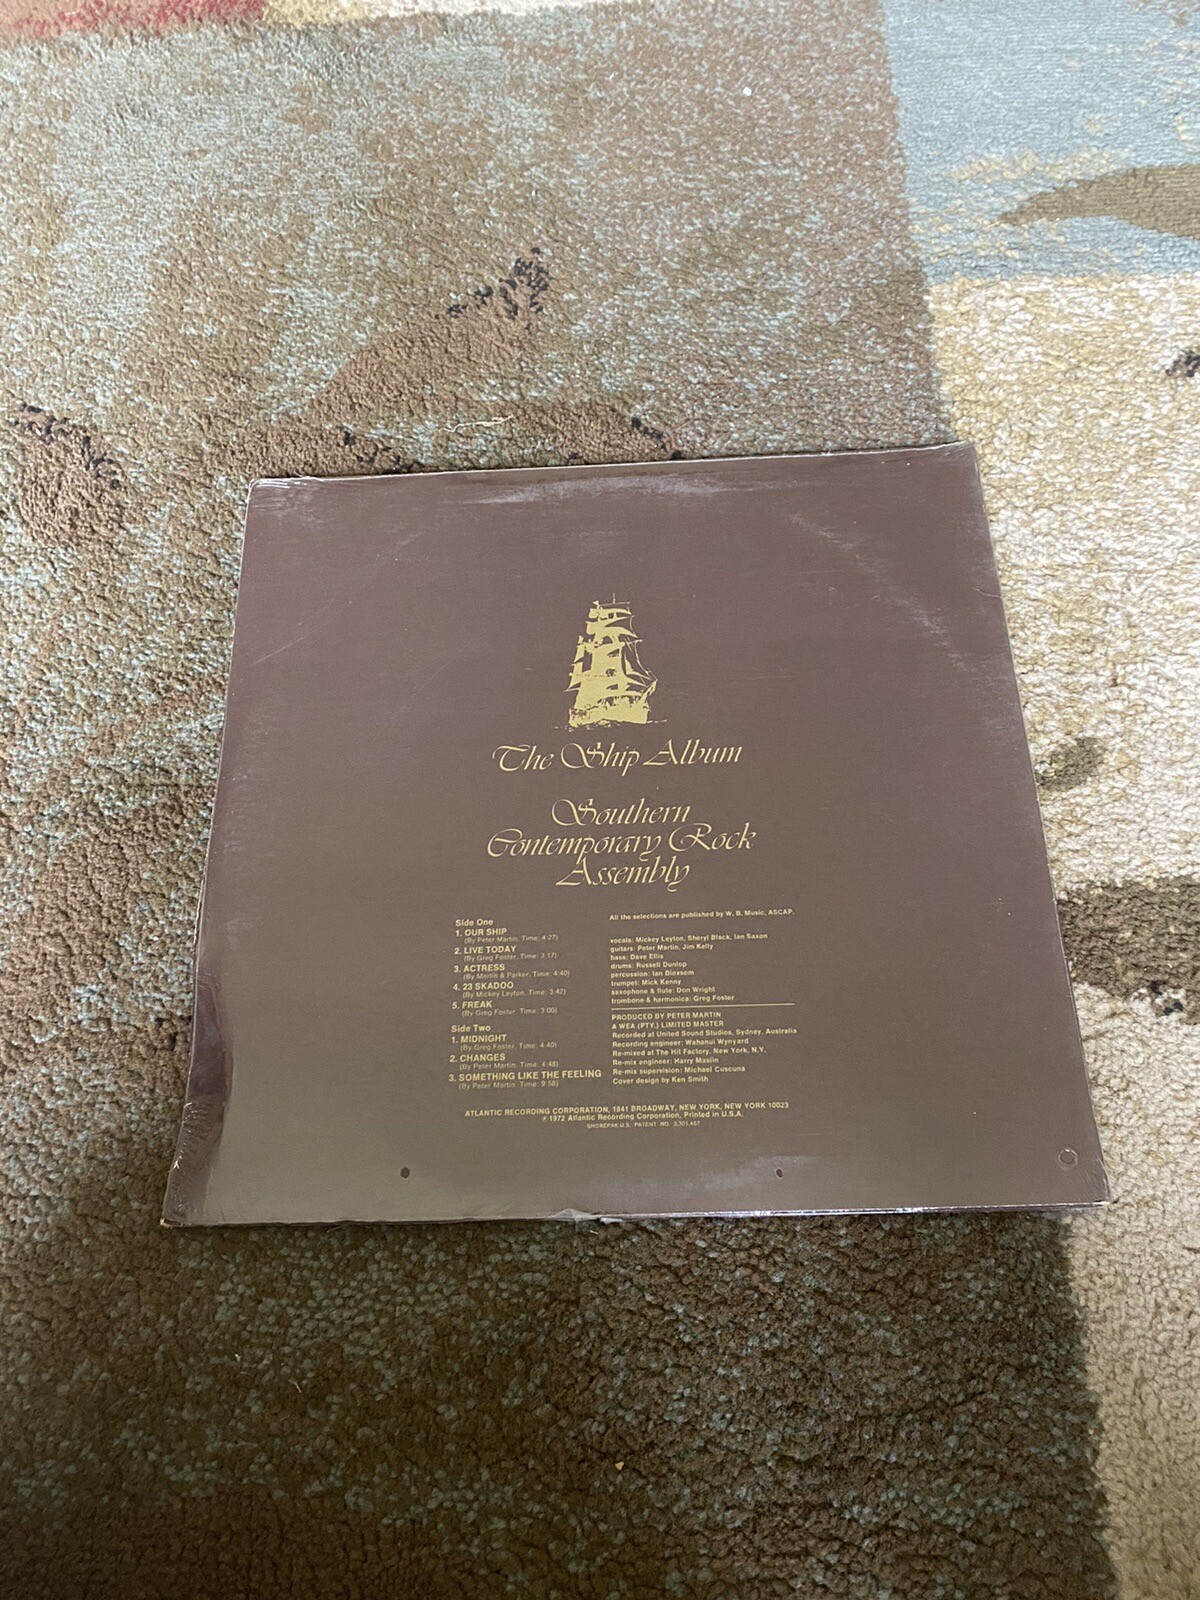 The Ship Album
Southern
Contemporary Rock
Assembly
Side One
1. OUR SHIP
(By Peter Martin. Time: 4:27)
2. LIVE TODAY
(By Greg Foster. Time: 3:17)
3. ACTRESS
(By Martin & Parker. Time: 4:40)
4. 23 SKADOO
(By Mickey Leyton. Time: 3:42)
5. FREAK
(By Greg Foster. Time: 3:00)
Side Two
1. MIDNIGHT
(By Greg Foster. Time: 4:40)
2. CHANGES
(By Peter Martin. Time: 4:48)
3. SOMETHING LIKE THE FEELING
(By Peter Martin. Time: 9:58)
All the selections are published by W. B. Music, ASCAP.
vocals: Mickey Leyton, Sheryl Black, Ian Saxon
guitars: Peter Martin, Jim Kelly
bass: Dave Ellis
drums: Russell Dunlop
percussion: Ian Bloxsom
trumpet: Mick Kenny
saxophone & flute: Don Wright
trombone & harmonica: Greg Foster
PRODUCED BY PETER MARTIN
A WEA (PTY.) LIMITED MASTER
Recorded at United Sound Studios, Sydney, Australia
Recording engineer: Wahanui Wynyard
Re-mixed at The Hit Factory, New York, N.Y.
Re-mix engineer: Harry Maslin
Re-mix supervision: Michael Cuscuna
Cover design by Ken Smith
ATLANTIC RECORDING CORPORATION, 1841 BROADWAY, NEW YORK, NEW YORK 10023
℗ 1972 Atlantic Recording Corporation, Printed in U.S.A.
SHOREPAK-U.S. PATENT NO. 3,301,467